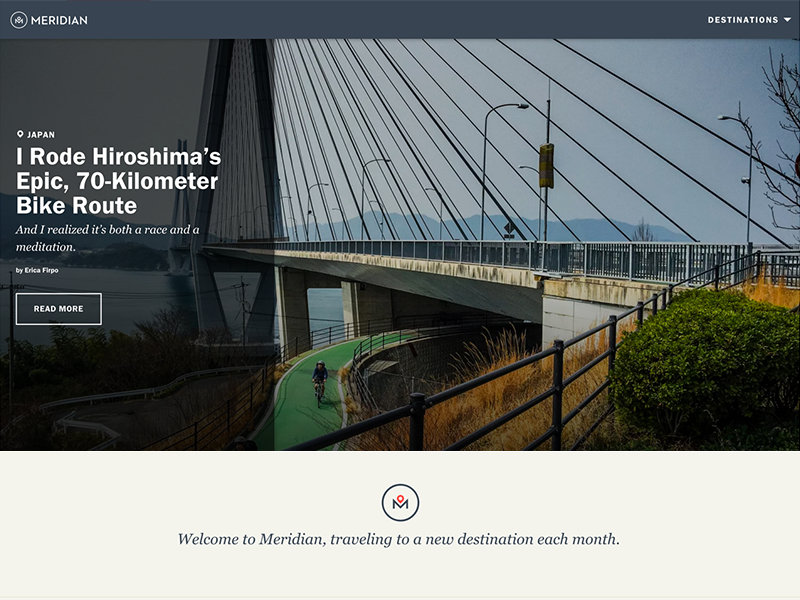 MERIDIAN
DESTINATIONS
JAPAN
I Rode Hiroshima’s
Epic, 70-Kilometer
Bike Route
And I realized it’s both a race and a
meditation.
by Erica Firpo
READ MORE
Welcome to Meridian, traveling to a new destination each month.